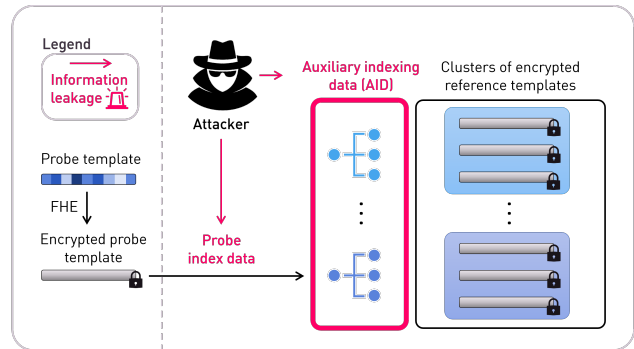 Legend
Information
leakage
Attacker
Auxiliary indexing
data (AID)
Clusters of encrypted
reference templates
Probe template
FHE
Encrypted probe
template
Probe
index data